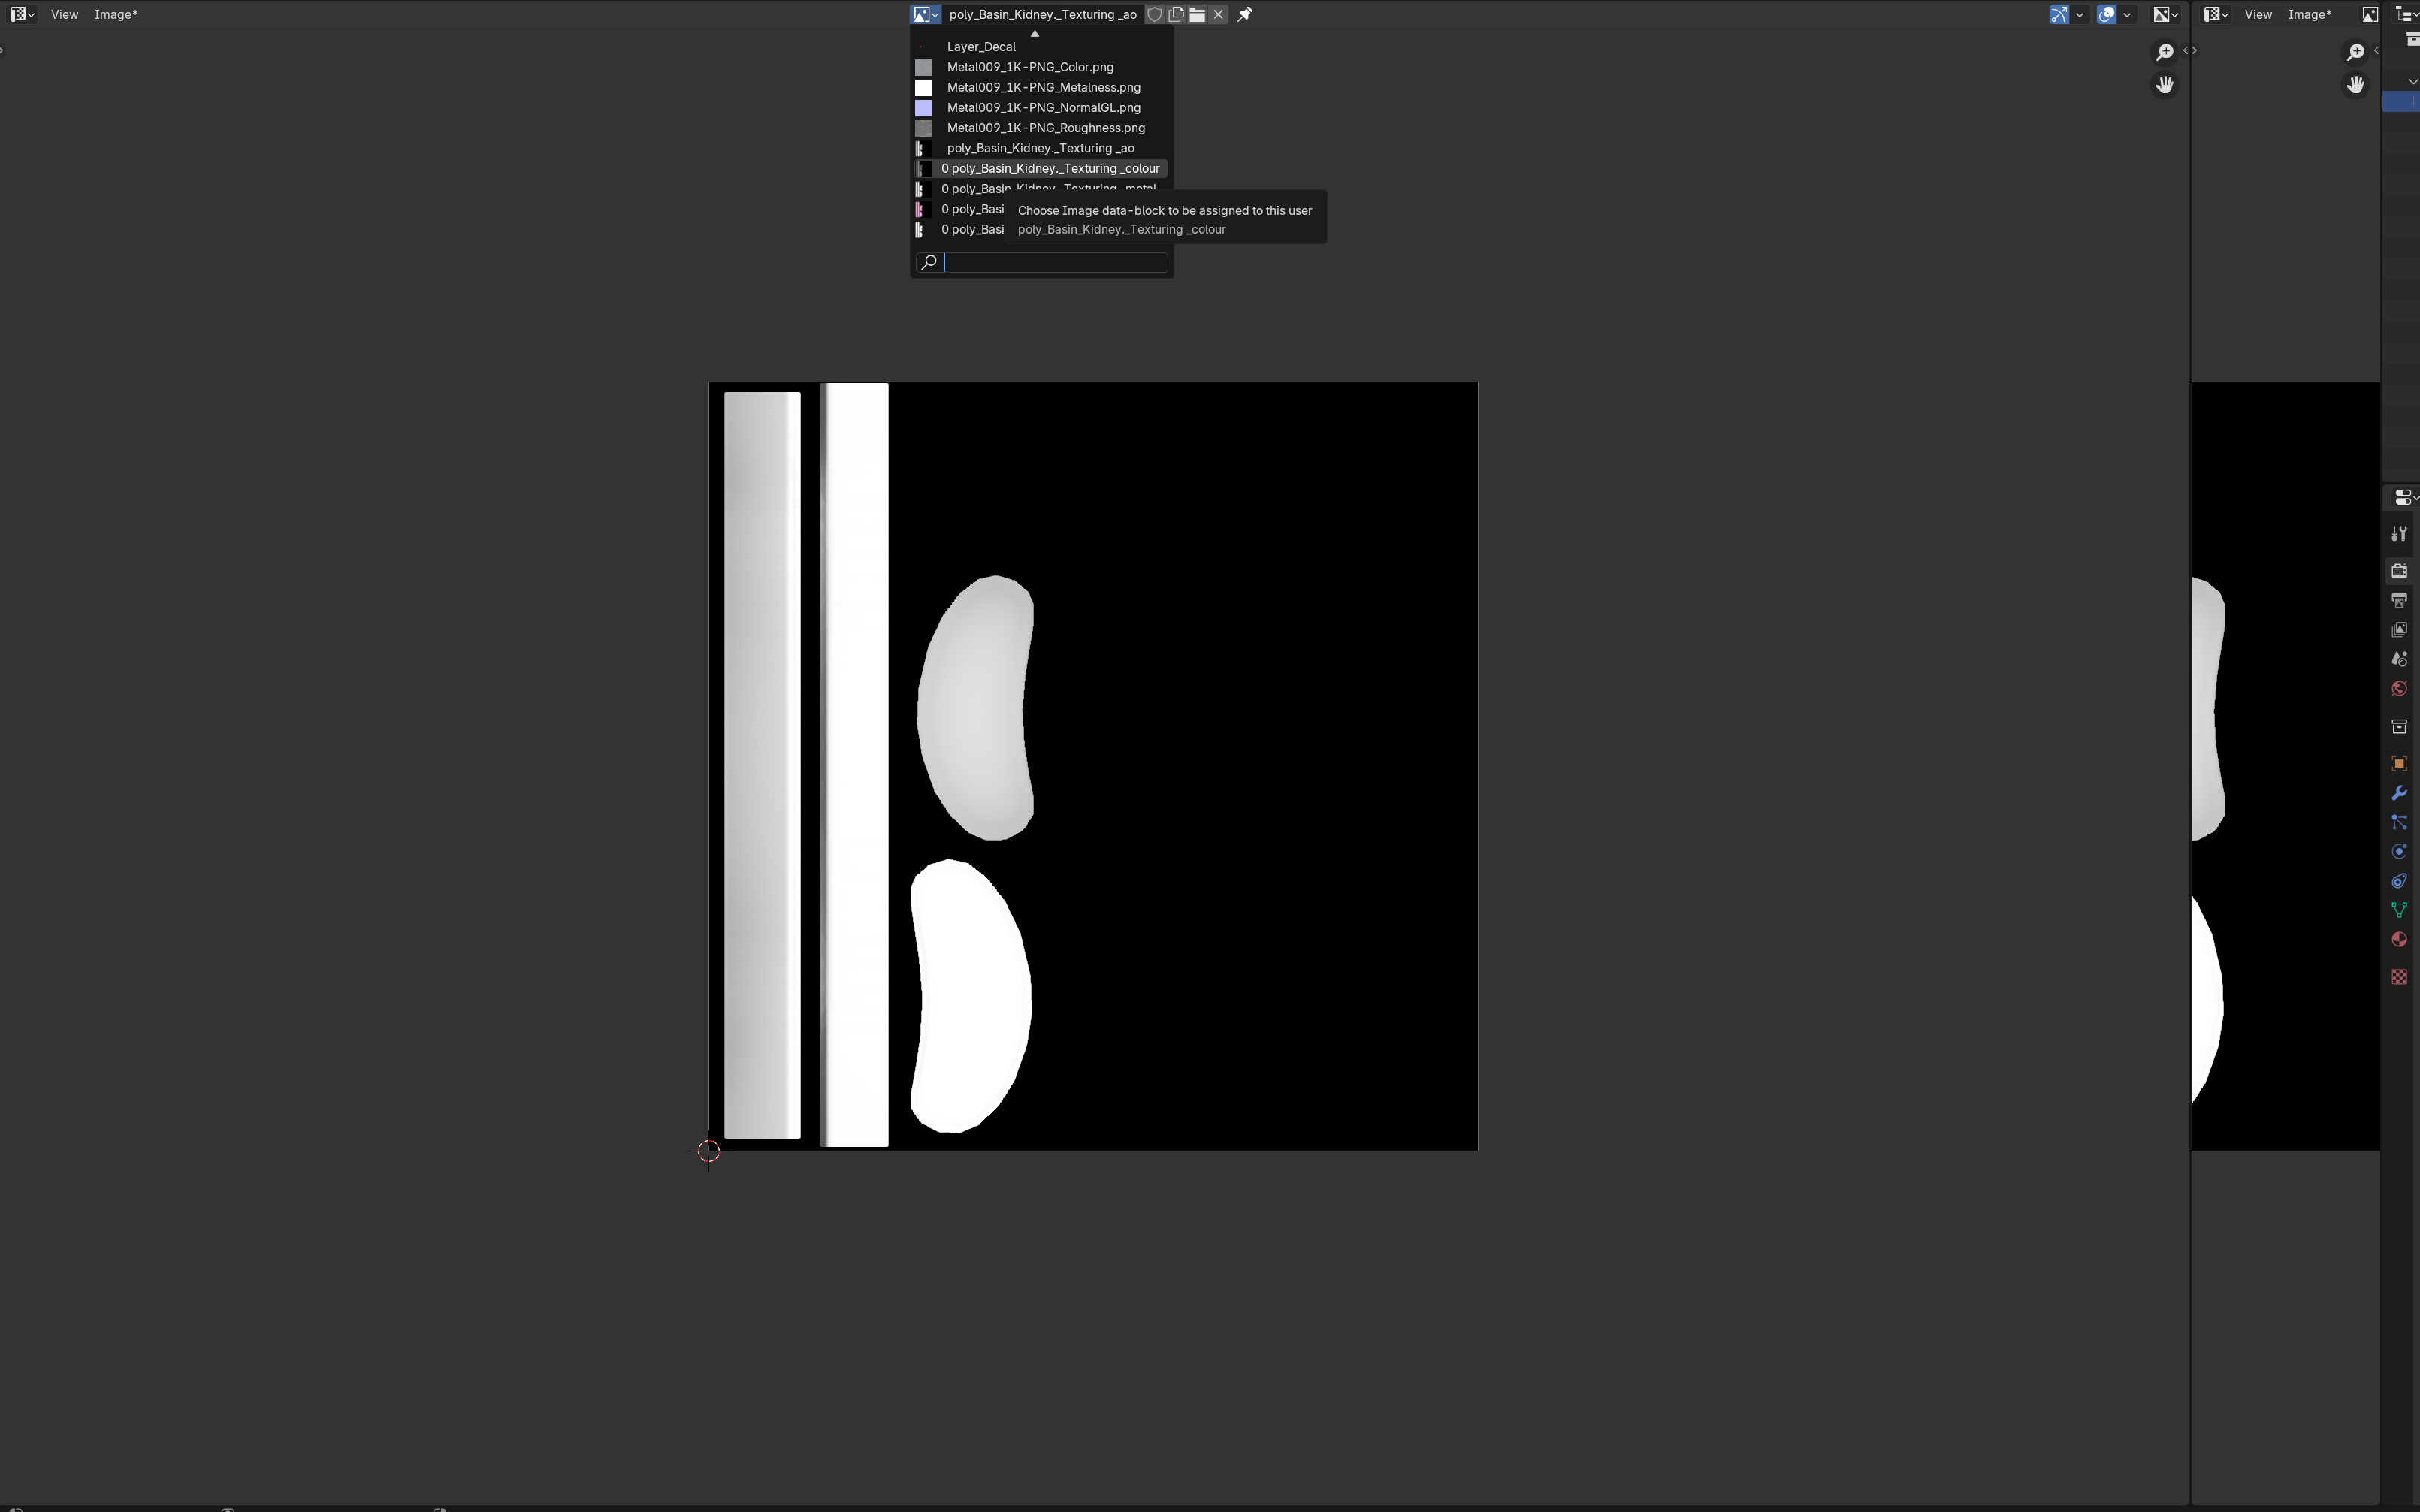 View Image* poly_Basin_Kidney._Texturing _ao View Image*
Layer_Decal
Metal009_1K-PNG_Color.png
Metal009_1K-PNG_Metalness.png
Metal009_1K-PNG_NormalGL.png
Metal009_1K-PNG_Roughness.png
poly_Basin_Kidney._Texturing _ao
0 poly_Basin_Kidney._Texturing _colour
0 poly_Basin_Kidney._Texturing _metal
0 poly_Basi
Choose Image data-block to be assigned to this user
0 poly_Basi
poly_Basin_Kidney._Texturing _colour